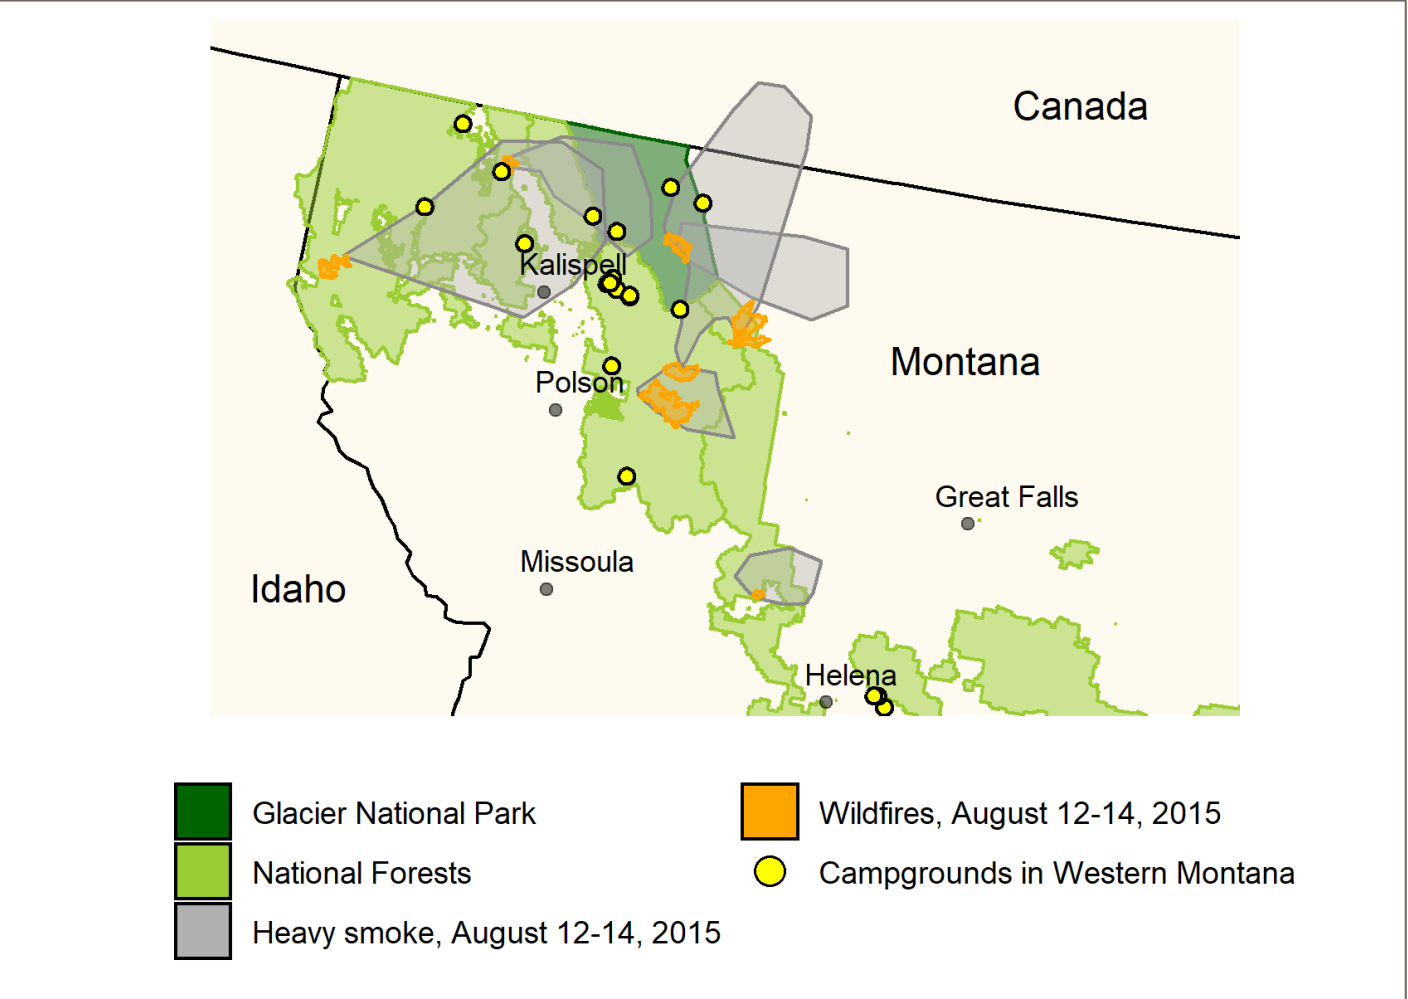 Canada
Kalispell
Montana
Polson
Great Falls
Missoula
Idaho
Helena
Glacier National Park
National Forests
Heavy smoke, August 12-14, 2015
Wildfires, August 12-14, 2015
Campgrounds in Western Montana